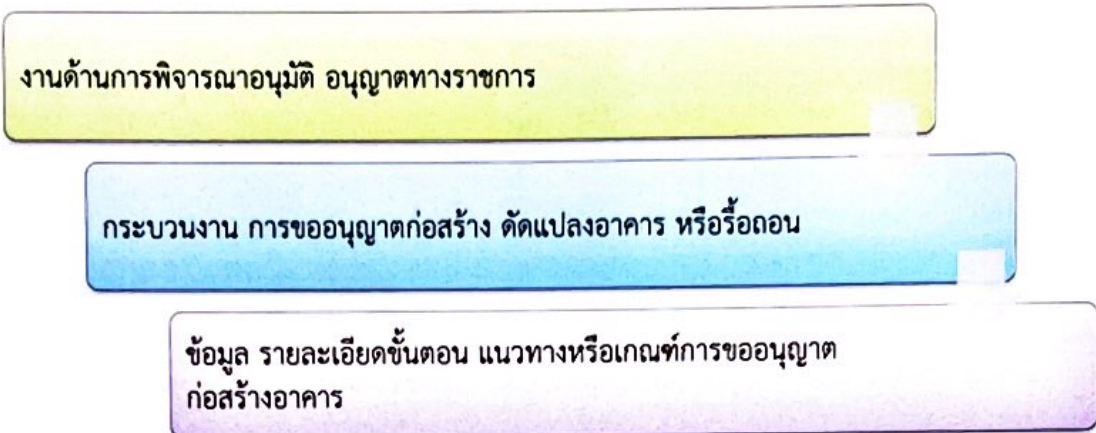 งานด้านการพิจารณาอนุมัติ อนุญาตทางราชการ
กระบวนงาน การขออนุญาตก่อสร้าง ดัดแปลงอาคาร หรือรื้อถอน
ข้อมูล รายละเอียดขั้นตอน แนวทางหรือเกณฑ์การขออนุญาต
ก่อสร้างอาคาร